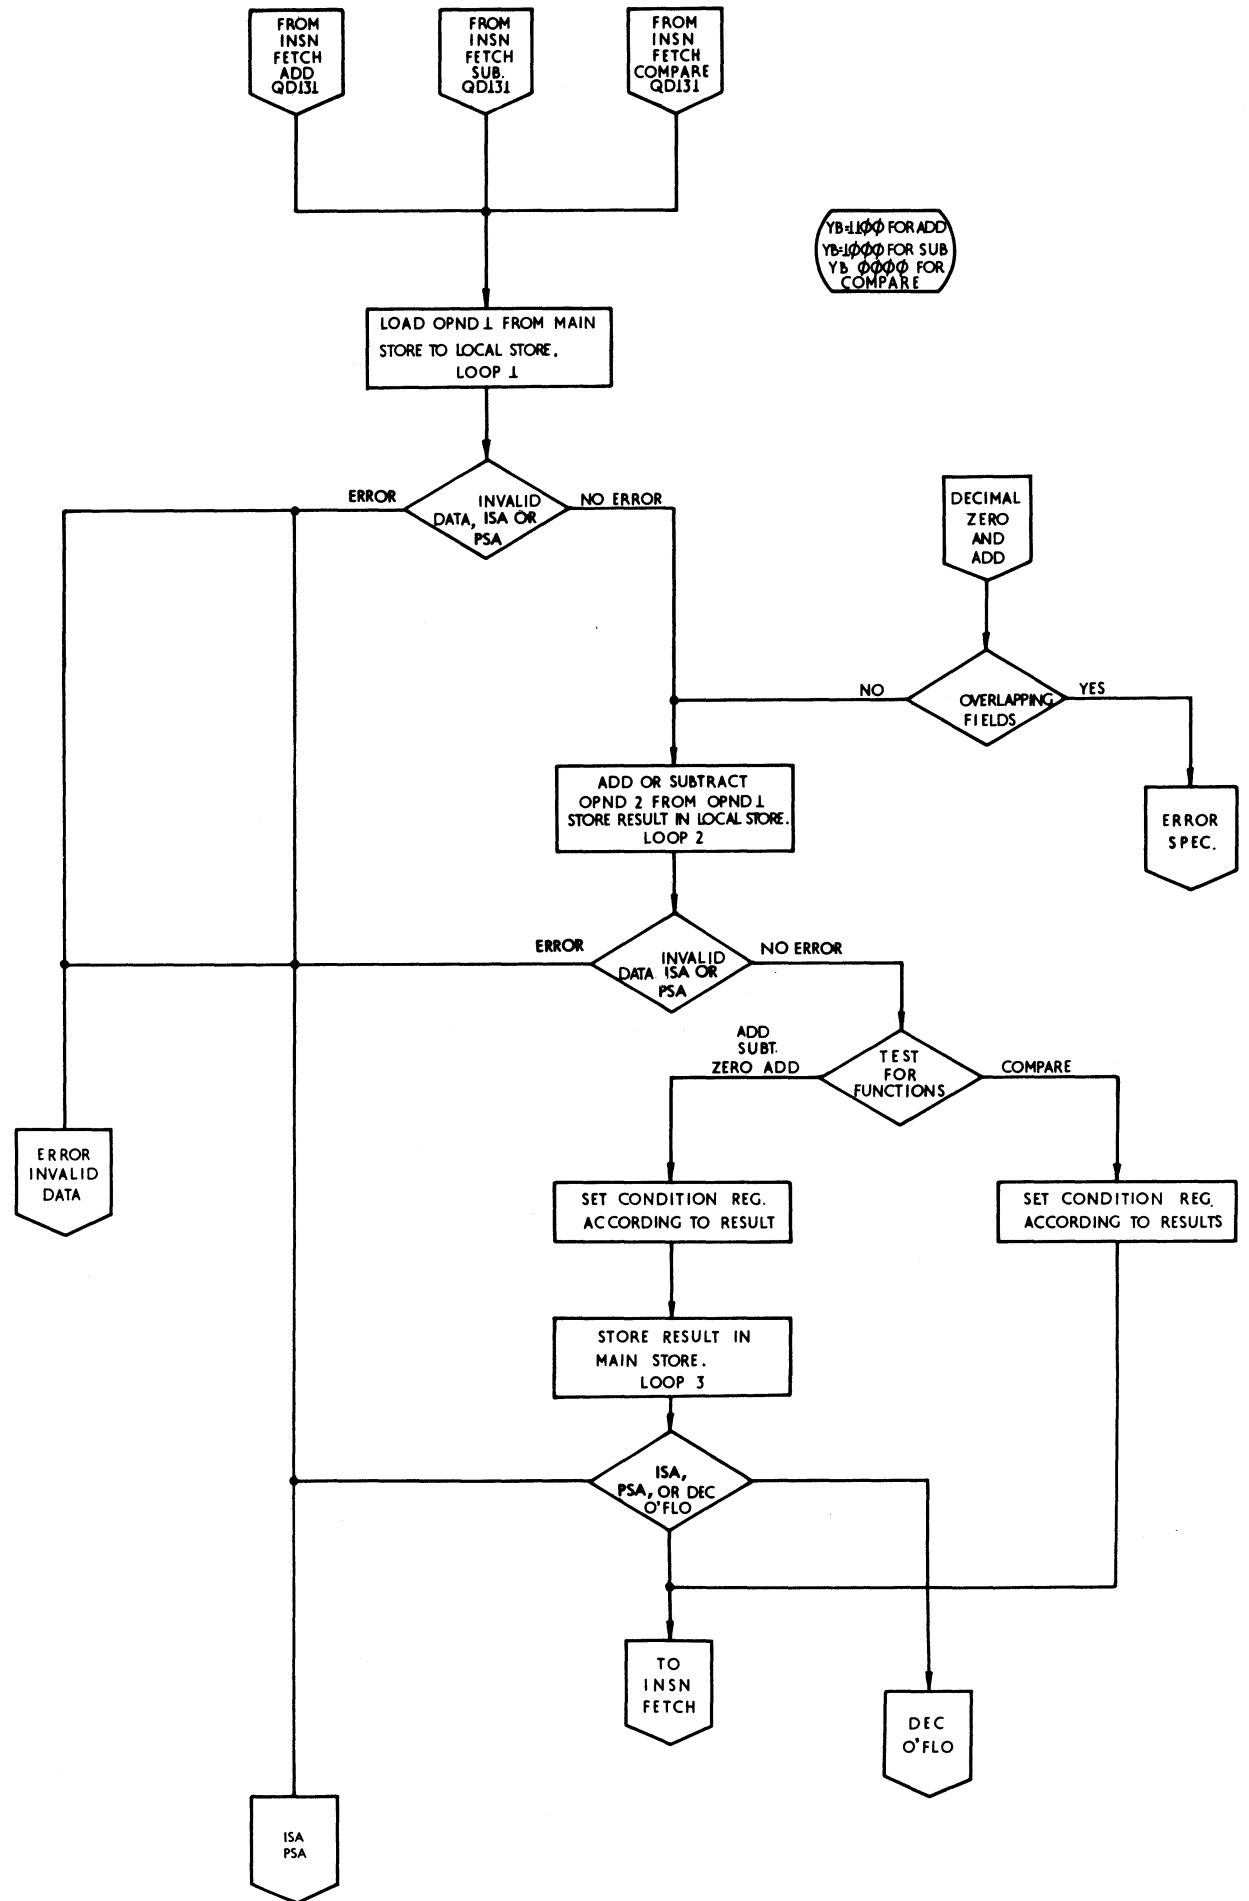 FROM
INSN
FETCH
ADD
QD131
FROM
INSN
FETCH
SUB.
QD131
FROM
INSN
FETCH
COMPARE
QD131
YB=11ØØ FOR ADD
YB=1ØØØ FOR SUB
YB ØØØØ FOR
COMPARE
LOAD OPND 1 FROM MAIN
STORE TO LOCAL STORE.
LOOP 1
ERROR
INVALID
DATA, ISA OR
PSA
NO ERROR
DECIMAL
ZERO
AND
ADD
NO
OVERLAPPING
FIELDS
YES
ERROR
SPEC.
ADD OR SUBTRACT
OPND 2 FROM OPND 1
STORE RESULT IN LOCAL STORE.
LOOP 2
ERROR
INVALID
DATA ISA OR
PSA
NO ERROR
ADD
SUBT.
ZERO ADD
TEST
FOR
FUNCTIONS
COMPARE
ERROR
INVALID
DATA
SET CONDITION REG.
ACCORDING TO RESULT
SET CONDITION REG.
ACCORDING TO RESULTS
STORE RESULT IN
MAIN STORE.
LOOP 3
ISA,
PSA, OR DEC
O'FLO
TO
INSN
FETCH
DEC
O'FLO
ISA
PSA